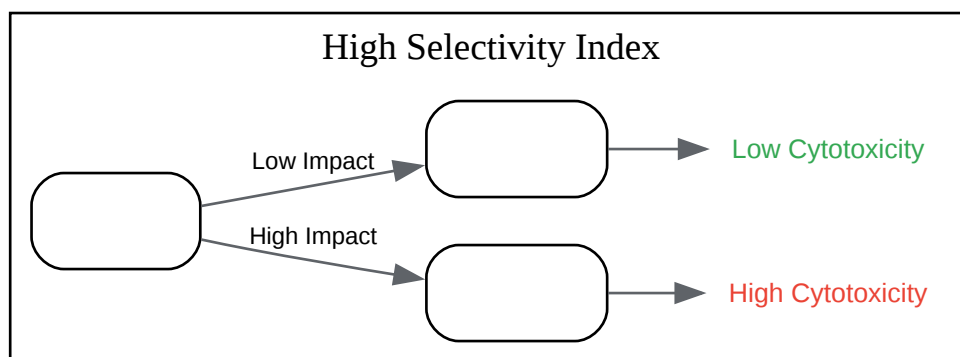 High Selectivity Index
Low Impact
Low Cytotoxicity
High Impact
High Cytotoxicity